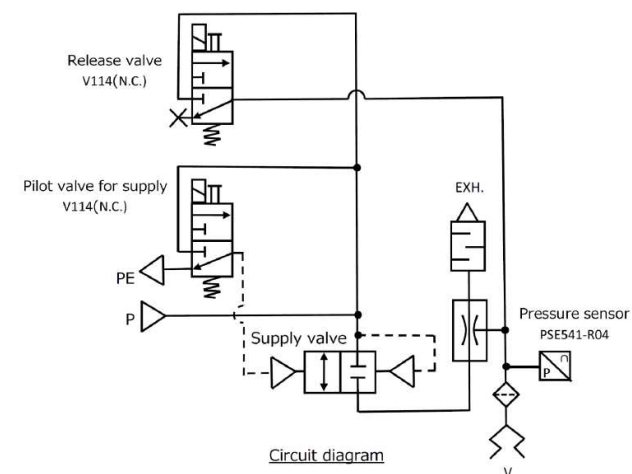 Release valve
V114(N.C.)
Pilot valve for supply
V114(N.C.)
EXH.
PE
P
Supply valve
Pressure sensor
PSE541-R04
P
Circuit diagram
V